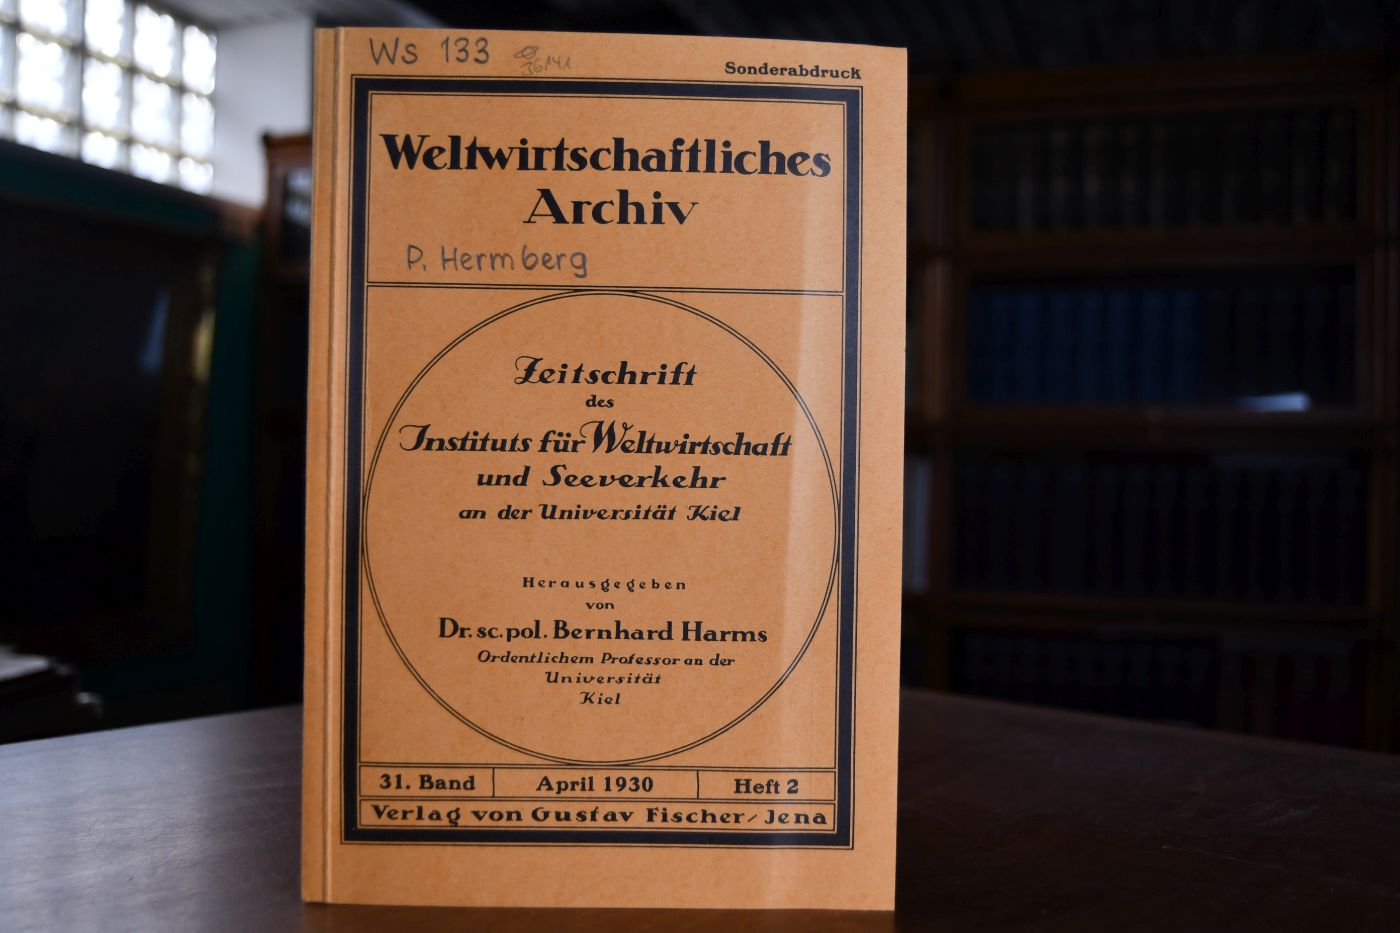 Ws 133 36141
Sonderabdruck
Weltwirtschaftliches
Archiv
P. Hermberg
Zeitschrift
des
Instituts für Weltwirtschaft
und Seeverkehr
an der Universität Kiel
Herausgegeben
von
Dr. sc. pol. Bernhard Harms
Ordentlichem Professor an der
Universität
Kiel
31. Band April 1930 Heft 2
Verlag von Gustav Fischer / Jena